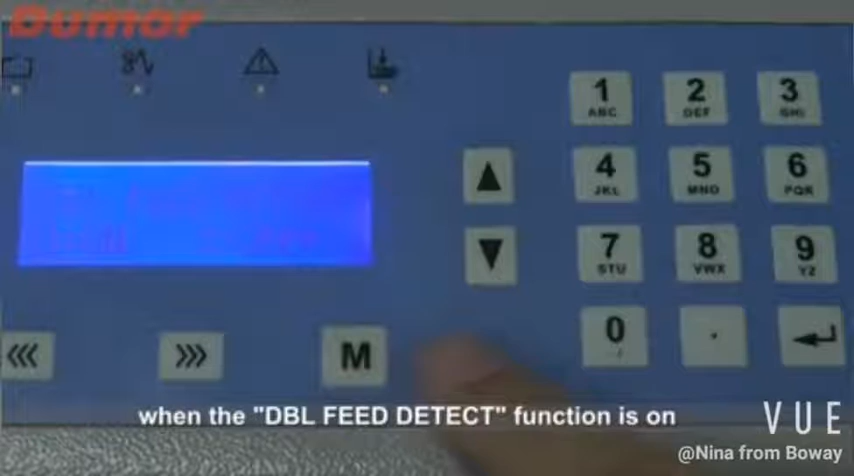 Dumor
1
ABC
2
DEF
3
GHI
4
JKL
5
MNO
6
PQR
7
STU
8
VWX
9
YZ
0
.
M
when the "DBL FEED DETECT" function is on
VUE
@Nina from Boway